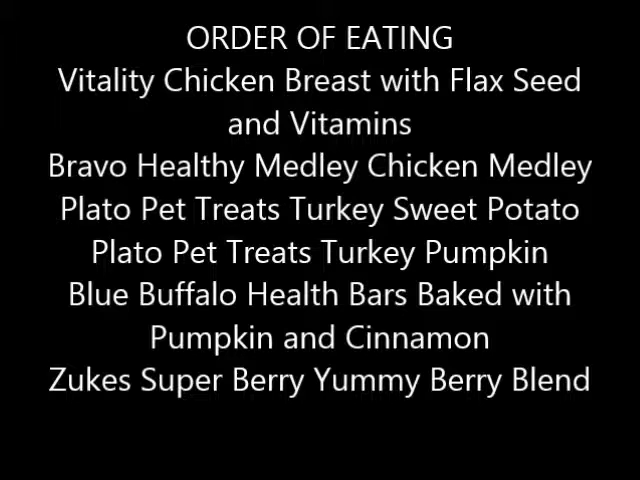 ORDER OF EATING
Vitality Chicken Breast with Flax Seed
and Vitamins
Bravo Healthy Medley Chicken Medley
Plato Pet Treats Turkey Sweet Potato
Plato Pet Treats Turkey Pumpkin
Blue Buffalo Health Bars Baked with
Pumpkin and Cinnamon
Zukes Super Berry Yummy Berry Blend